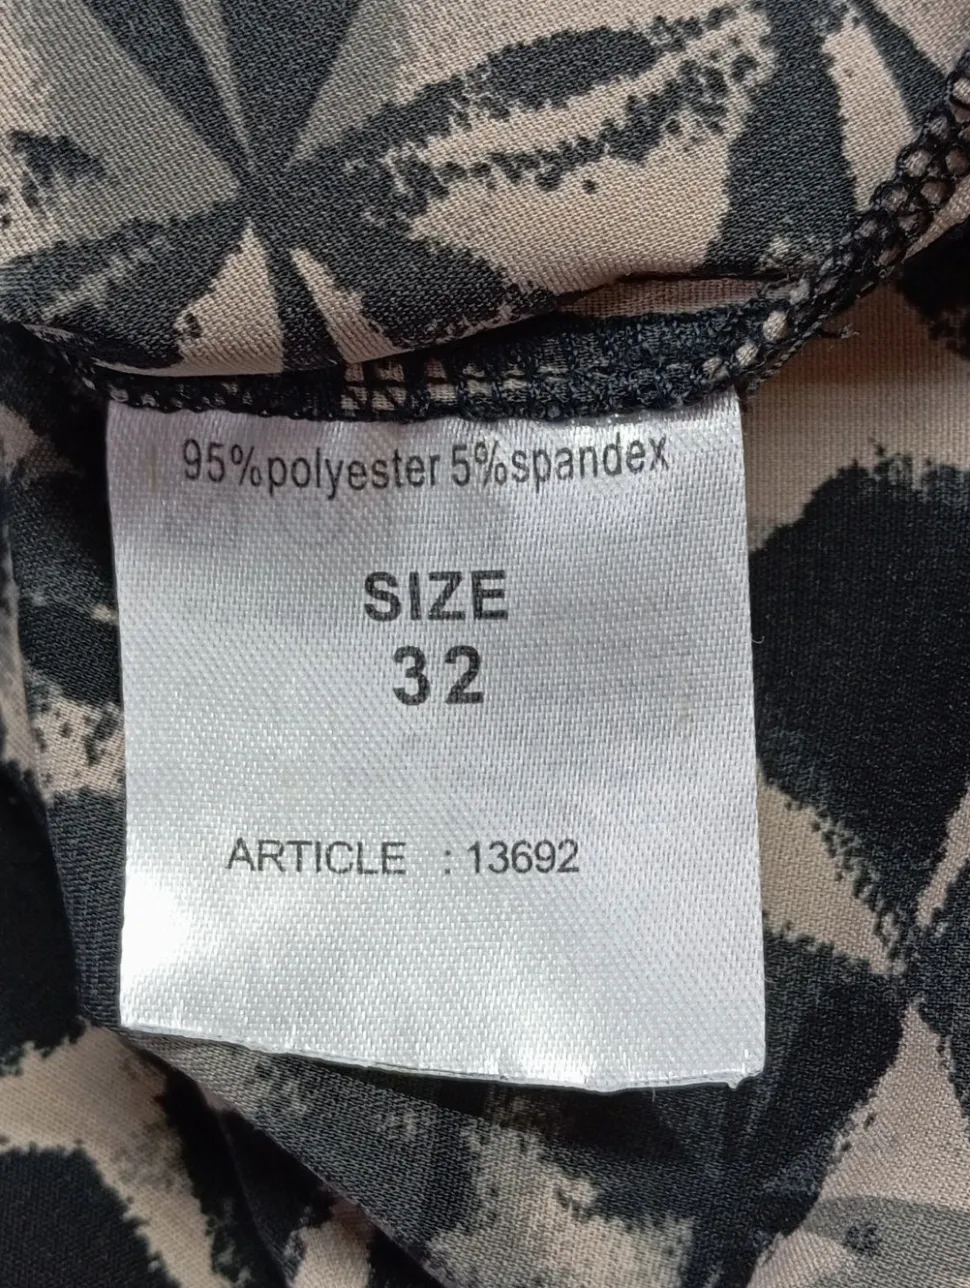 95%polyester 5%spandex
SIZE
32
ARTICLE : 13692